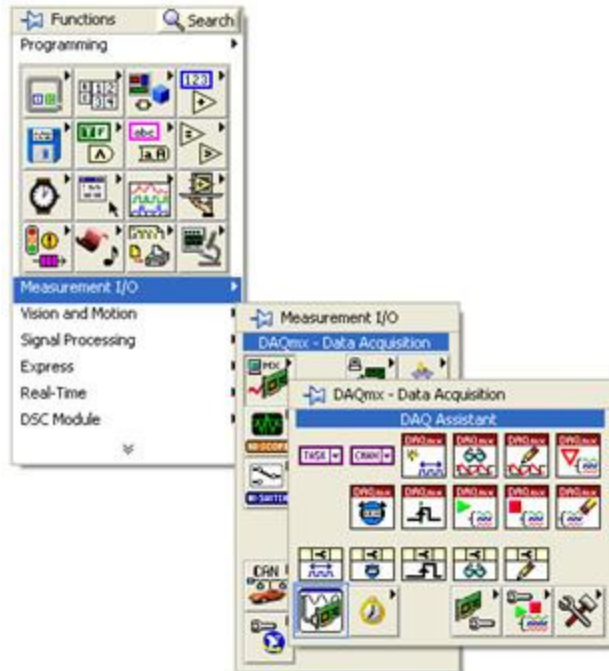 Functions
Search
Programming
Measurement I/O
Vision and Motion
Signal Processing
Express
Real-Time
DSC Module
Measurement I/O
DAQmx - Data Acquisition
DAQmx - Data Acquisition
DAQ Assistant
TASK
CHAN
CAN